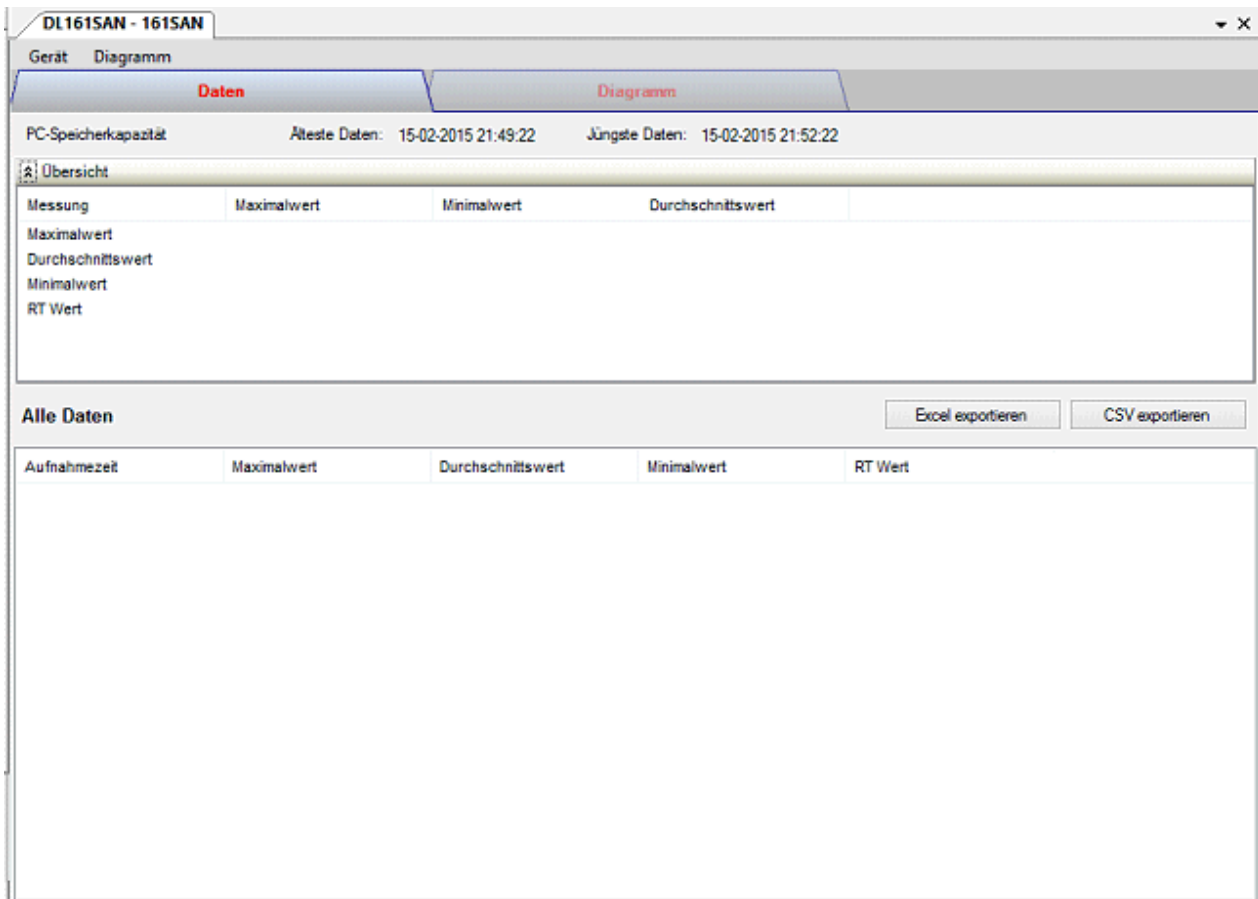 DL161SAN - 161SAN
Gerät Diagramm
Daten Diagramm
PC-Speicherkapazität Älteste Daten: 15-02-2015 21:49:22 Jüngste Daten: 15-02-2015 21:52:22
Übersicht
Messung Maximalwert Minimalwert Durchschnittswert
Maximalwert
Durchschnittswert
Minimalwert
RT Wert
Alle Daten Excel exportieren CSV exportieren
Aufnahmezeit Maximalwert Durchschnittswert Minimalwert RT Wert